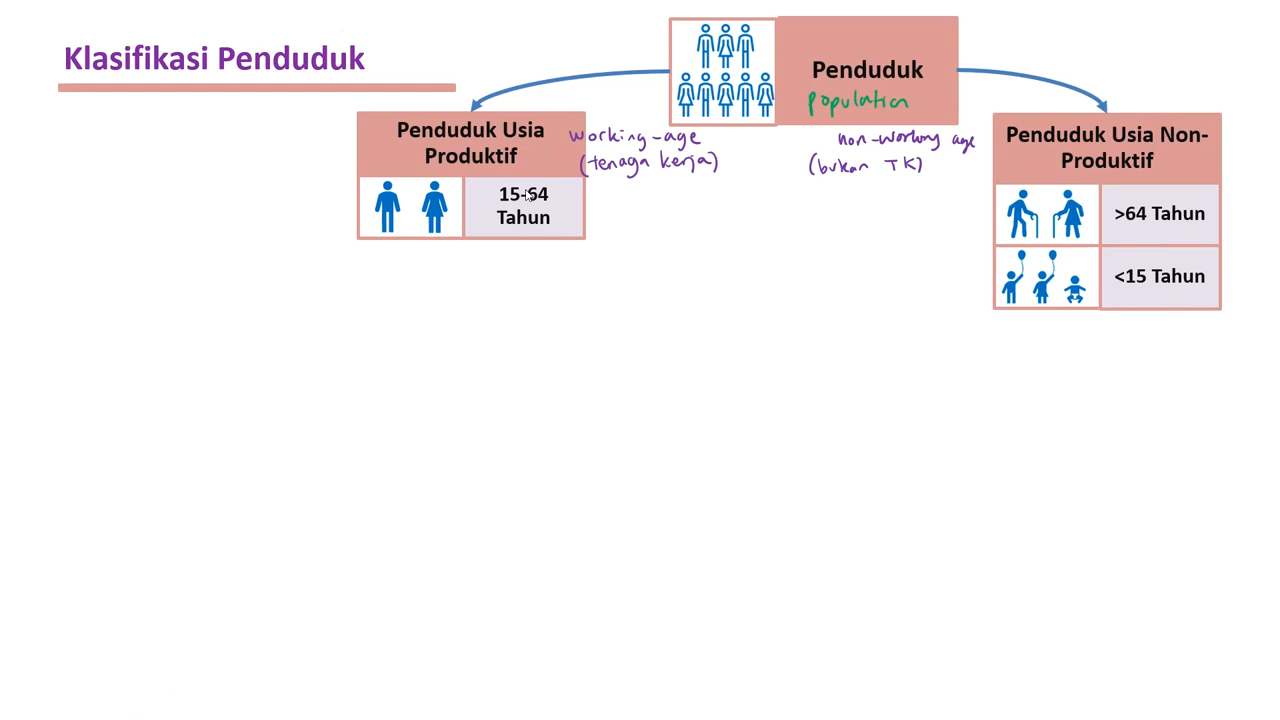 Klasifikasi Penduduk
Penduduk
population
Penduduk Usia
Produktif
working-age
(tenaga kerja)
15-64
Tahun
non-working age
(bukan TK)
Penduduk Usia Non-
Produktif
>64 Tahun
<15 Tahun